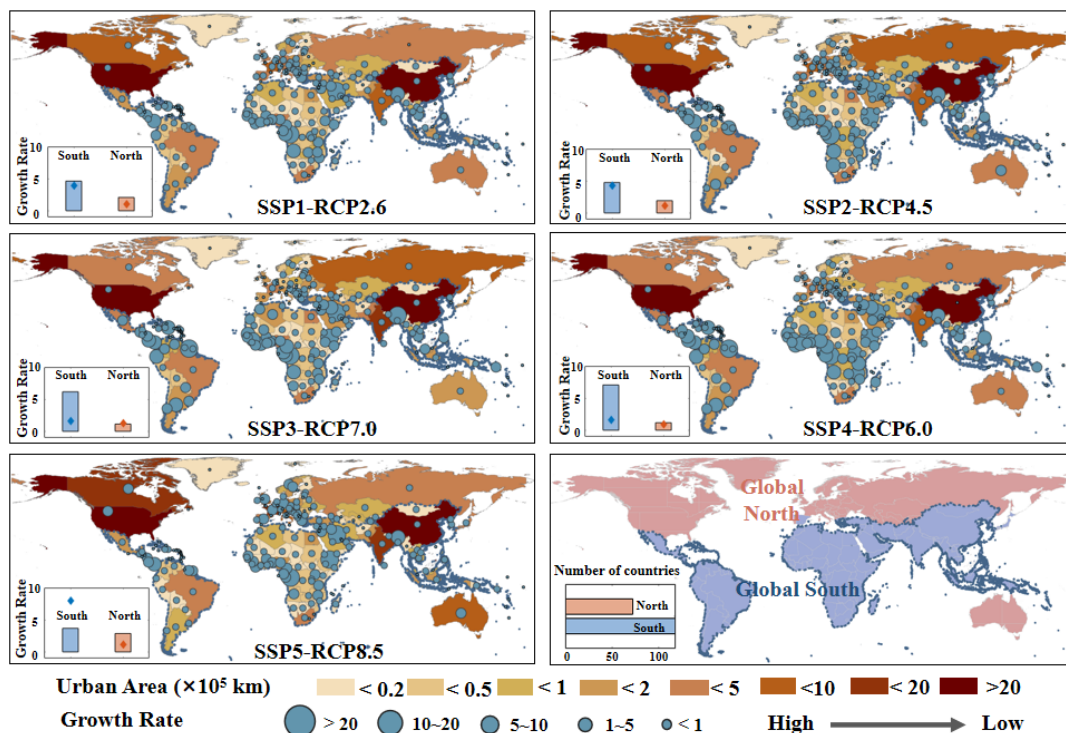 10
South
North
Growth Rate
5
0
SSP1-RCP2.6
10
South
North
Growth Rate
5
0
SSP2-RCP4.5
10
South
North
Growth Rate
5
0
SSP3-RCP7.0
10
South
North
Growth Rate
5
0
SSP4-RCP6.0
10
South
North
Growth Rate
5
0
SSP5-RCP8.5
Global
North
Global South
Number of countries
North
South
0 100
Urban Area (×10⁵ km) < 0.2 < 0.5 < 1 < 2 < 5 <10 < 20 >20
Growth Rate > 20 10~20 5~10 1~5 < 1 High Low